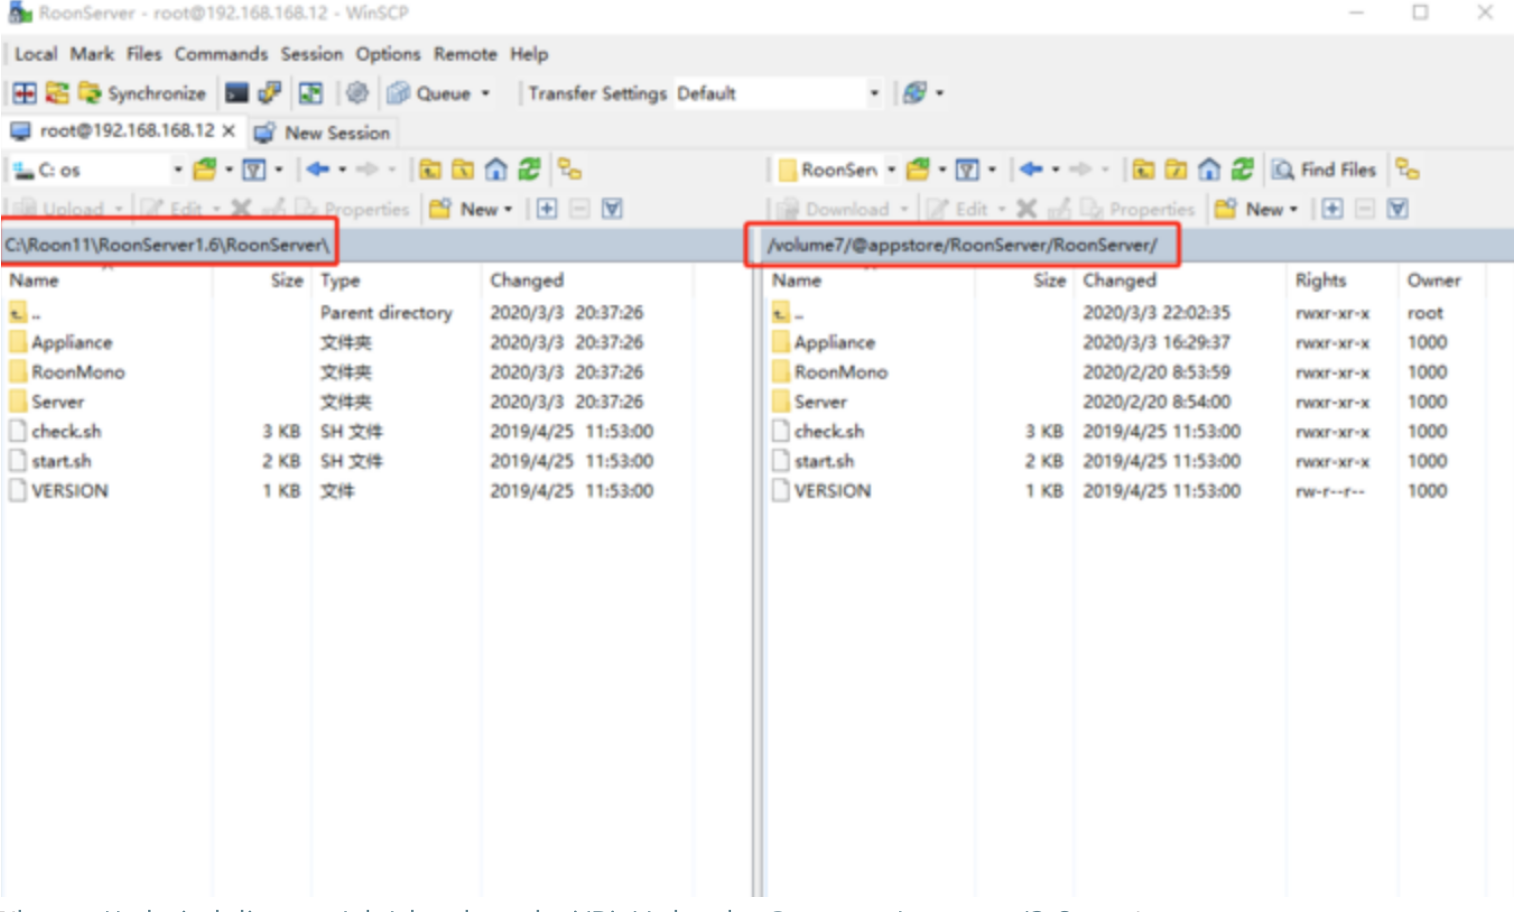 RoonServer - root@192.168.168.12 - WinSCP
Local Mark Files Commands Session Options Remote Help
Synchronize Queue Transfer Settings Default
root@192.168.168.12 New Session
C: os RoonSer Find Files
Upload Edit Properties New Download Edit Properties New
C:\Roon11\RoonServer1.6\RoonServer\ /volume7/@appstore/RoonServer/RoonServer/
Name Size Type Changed Name Size Changed Rights Owner
.. Parent directory 2020/3/3 20:37:26 .. 2020/3/3 22:02:35 rwxr-xr-x root
Appliance 文件夹 2020/3/3 20:37:26 Appliance 2020/3/3 16:29:37 rwxr-xr-x 1000
RoonMono 文件夹 2020/3/3 20:37:26 RoonMono 2020/2/20 8:53:59 rwxr-xr-x 1000
Server 文件夹 2020/3/3 20:37:26 Server 2020/2/20 8:54:00 rwxr-xr-x 1000
check.sh 3 KB SH 文件 2019/4/25 11:53:00 check.sh 3 KB 2019/4/25 11:53:00 rwxr-xr-x 1000
start.sh 2 KB SH 文件 2019/4/25 11:53:00 start.sh 2 KB 2019/4/25 11:53:00 rwxr-xr-x 1000
VERSION 1 KB 文件 2019/4/25 11:53:00 VERSION 1 KB 2019/4/25 11:53:00 rw-r--r-- 1000